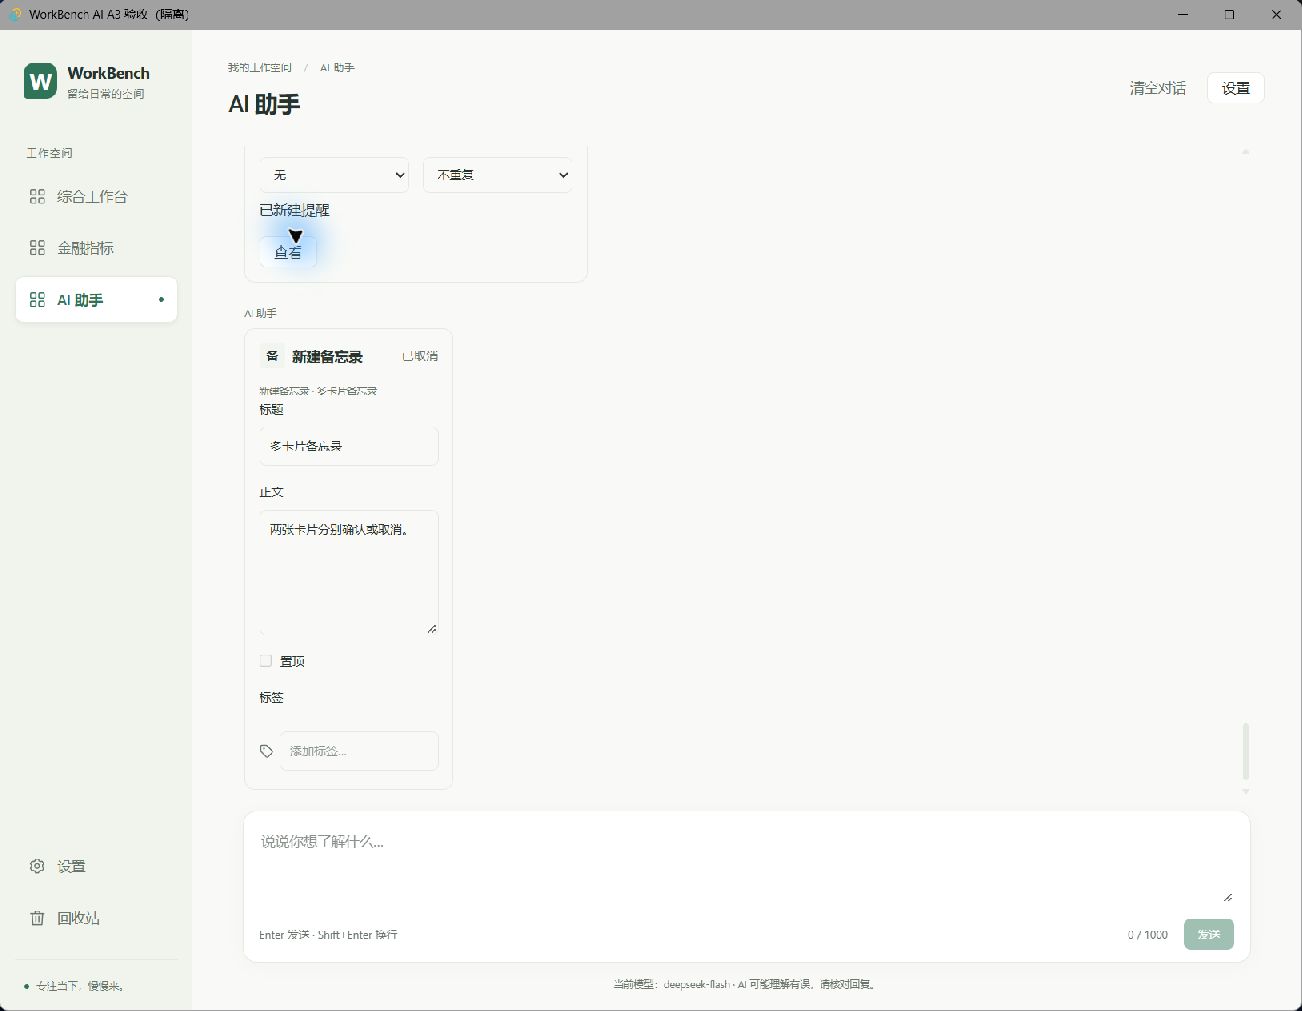 WorkBench AI A3 验收（隔离）
W
WorkBench
留给日常的空间
工作空间
综合工作台
金融指标
AI 助手
设置
回收站
专注当下，慢慢来。
我的工作空间 / AI 助手
AI 助手
清空对话
设置
无
不重复
已新建提醒
查看
AI 助手
备 新建备忘录 已取消
新建备忘录 · 多卡片备忘录
标题
多卡片备忘录
正文
两张卡片分别确认或取消。
置顶
标签
添加标签...
说说你想了解什么...
Enter 发送 · Shift+Enter 换行
0 / 1000
发送
当前模型：deepseek-flash · AI 可能理解有误，请核对回复。